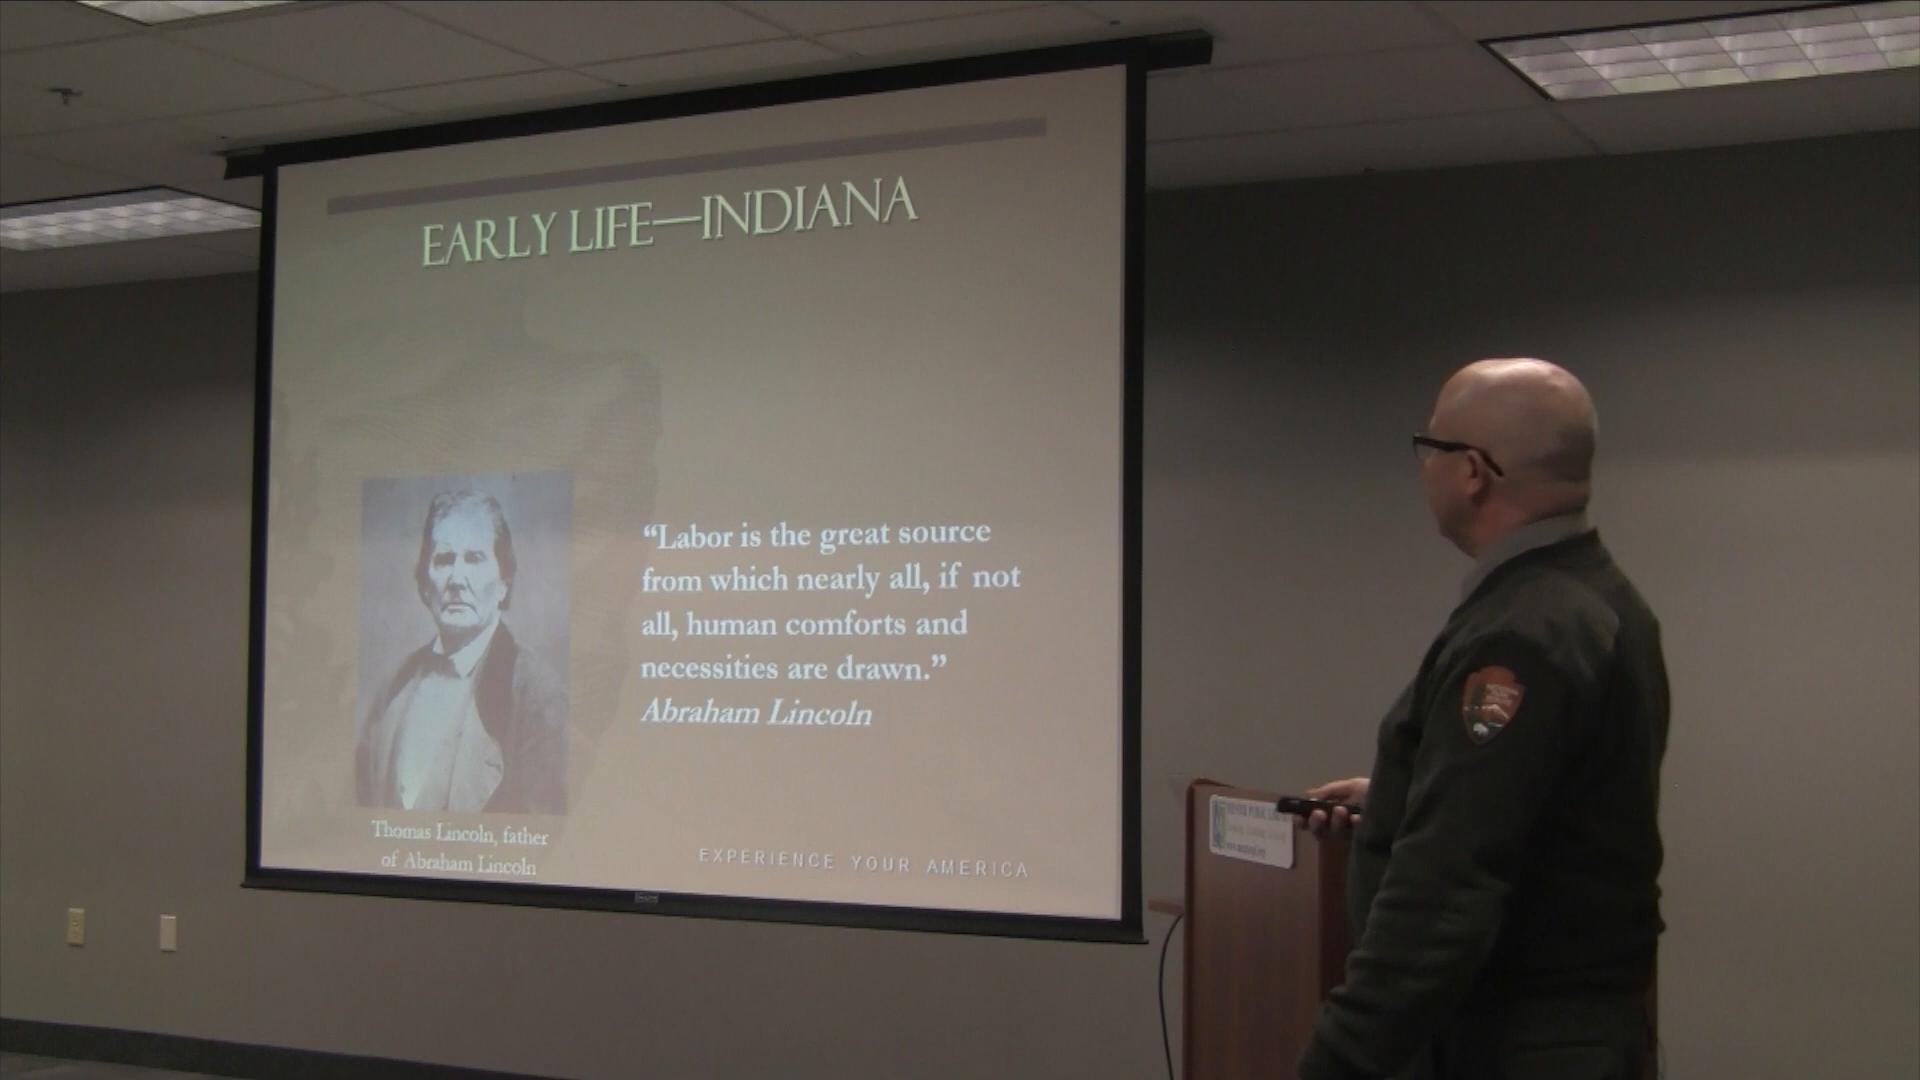 EARLY LIFE—INDIANA
“Labor is the great source
from which nearly all, if not
all, human comforts and
necessities are drawn.”
Abraham Lincoln
Thomas Lincoln, father
of Abraham Lincoln
EXPERIENCE YOUR AMERICA